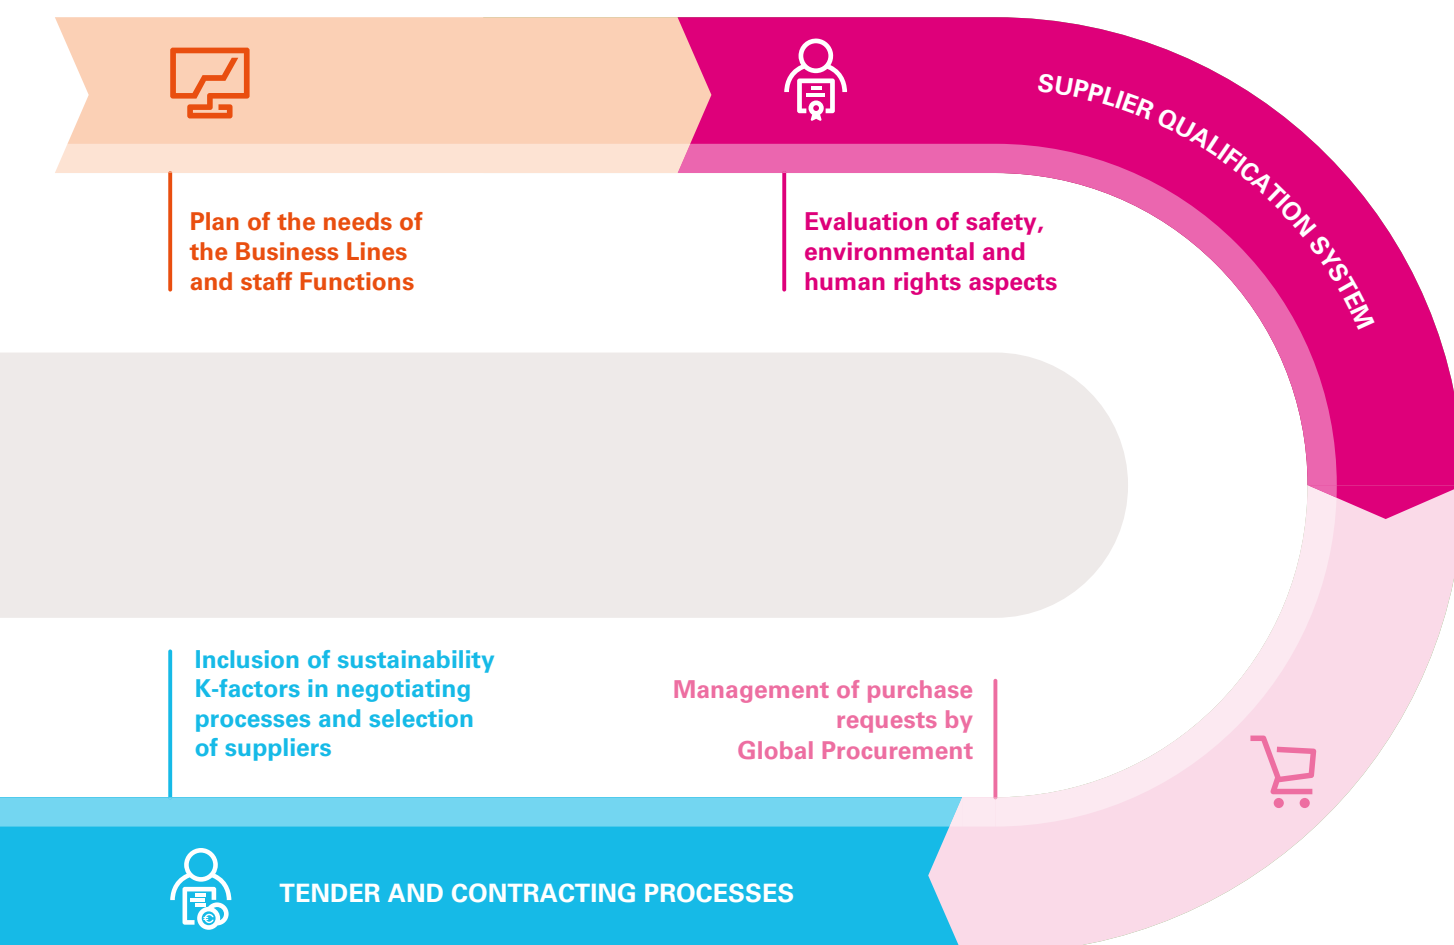 SUPPLIER QUALIFICATION SYSTEM
Plan of the needs of
the Business Lines
and staff Functions
Evaluation of safety,
environmental and
human rights aspects
Inclusion of sustainability
K-factors in negotiating
processes and selection
of suppliers
Management of purchase
requests by
Global Procurement
€
TENDER AND CONTRACTING PROCESSES